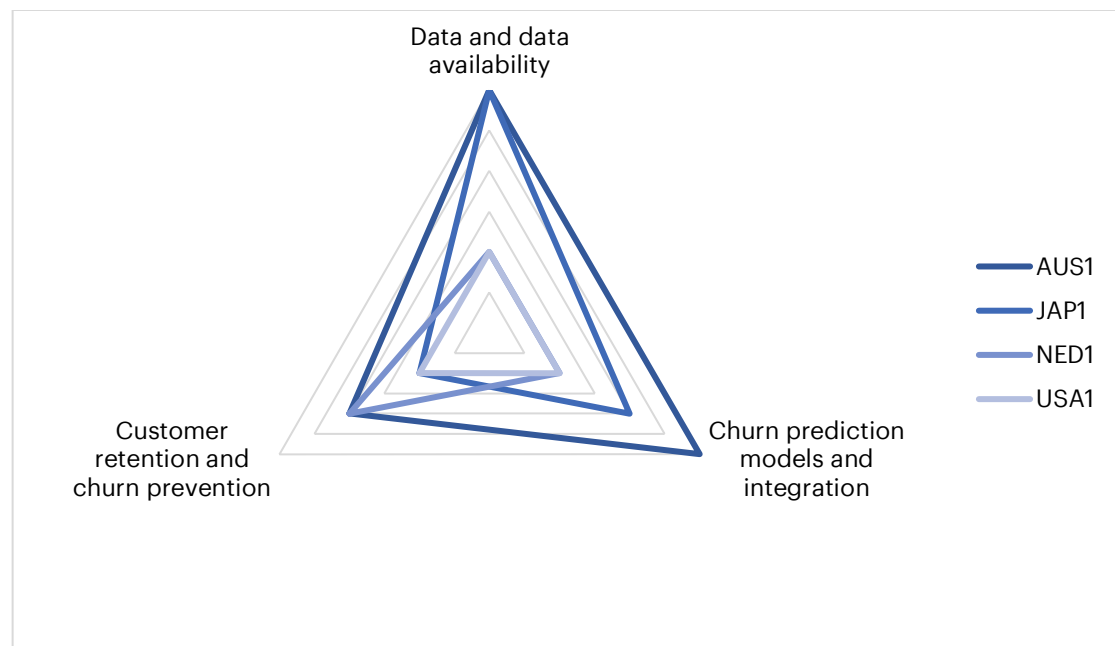 Data and data
availability
AUS1
JAP1
NED1
USA1
Customer
retention and
churn prevention
Churn prediction
models and
integration